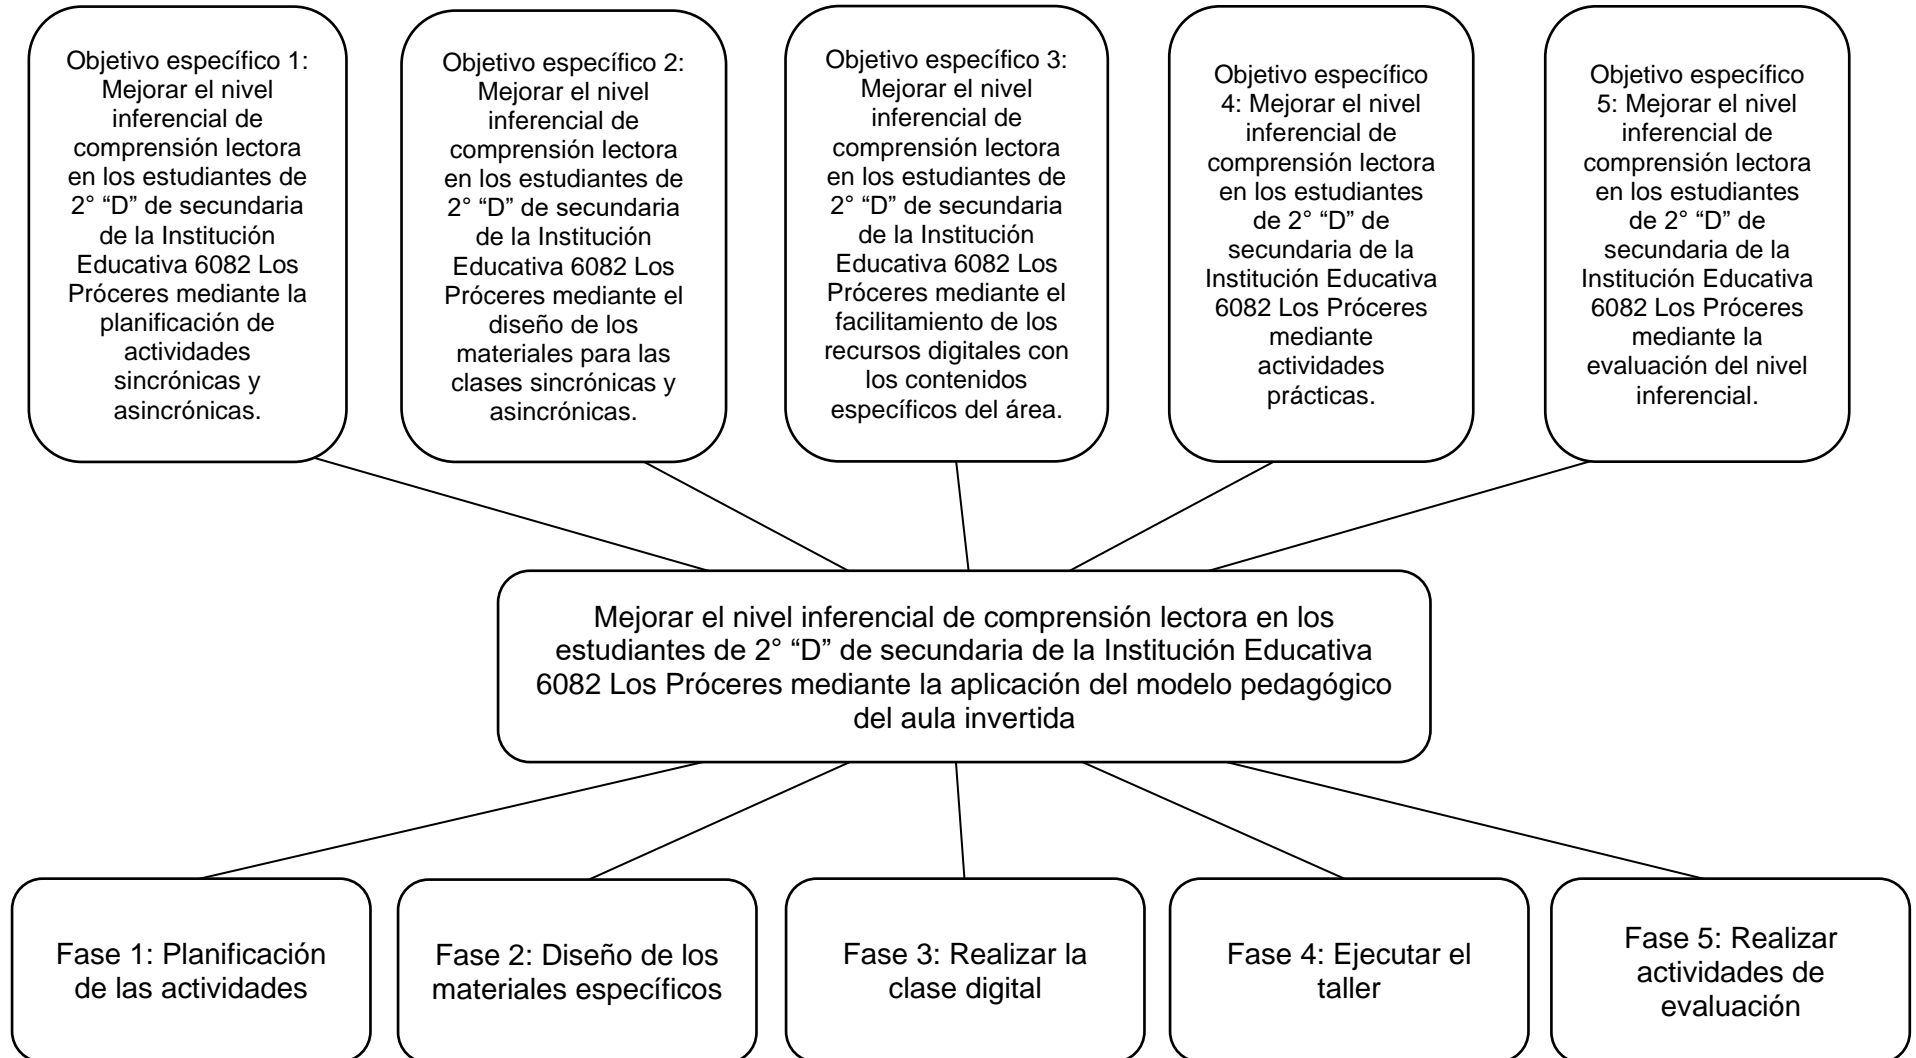 Objetivo específico 1:
Mejorar el nivel
inferencial de
comprensión lectora
en los estudiantes de
2° “D” de secundaria
de la Institución
Educativa 6082 Los
Próceres mediante la
planificación de
actividades
sincrónicas y
asincrónicas.
Objetivo específico 2:
Mejorar el nivel
inferencial de
comprensión lectora
en los estudiantes de
2° “D” de secundaria
de la Institución
Educativa 6082 Los
Próceres mediante el
diseño de los
materiales para las
clases sincrónicas y
asincrónicas.
Objetivo específico 3:
Mejorar el nivel
inferencial de
comprensión lectora
en los estudiantes de
2° “D” de secundaria
de la Institución
Educativa 6082 Los
Próceres mediante el
facilitamiento de los
recursos digitales con
los contenidos
específicos del área.
Objetivo específico
4: Mejorar el nivel
inferencial de
comprensión lectora
en los estudiantes
de 2° “D” de
secundaria de la
Institución Educativa
6082 Los Próceres
mediante
actividades
prácticas.
Objetivo específico
5: Mejorar el nivel
inferencial de
comprensión lectora
en los estudiantes
de 2° “D” de
secundaria de la
Institución Educativa
6082 Los Próceres
mediante la
evaluación del nivel
inferencial.
Mejorar el nivel inferencial de comprensión lectora en los
estudiantes de 2° “D” de secundaria de la Institución Educativa
6082 Los Próceres mediante la aplicación del modelo pedagógico
del aula invertida
Fase 1: Planificación
de las actividades
Fase 2: Diseño de los
materiales específicos
Fase 3: Realizar la
clase digital
Fase 4: Ejecutar el
taller
Fase 5: Realizar
actividades de
evaluación